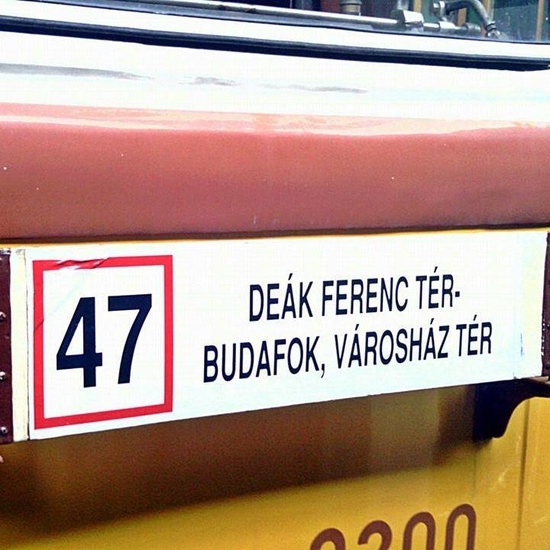 47
DEÁK FERENC TÉR-
BUDAFOK, VÁROSHÁZ TÉR